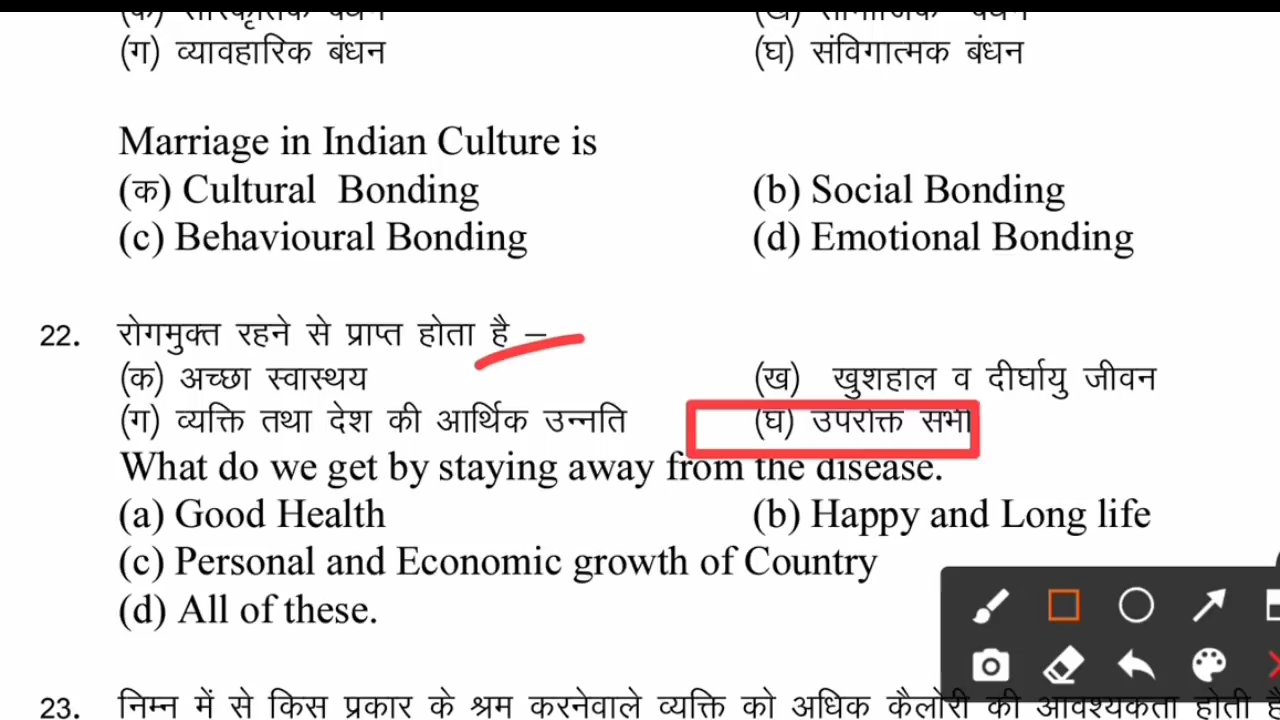 (क) सांस्कृतिक बंधन (ख) सामाजिक बंधन
(ग) व्यावहारिक बंधन (घ) संविगात्मक बंधन
Marriage in Indian Culture is
(क) Cultural Bonding (b) Social Bonding
(c) Behavioural Bonding (d) Emotional Bonding
22. रोगमुक्त रहने से प्राप्त होता है –
(क) अच्छा स्वास्थय (ख) खुशहाल व दीर्घायु जीवन
(ग) व्यक्ति तथा देश की आर्थिक उन्नति (घ) उपरोक्त सभी
What do we get by staying away from the disease.
(a) Good Health (b) Happy and Long life
(c) Personal and Economic growth of Country
(d) All of these.
23. निम्न में से किस प्रकार के श्रम करनेवाले व्यक्ति को अधिक कैलोरी की आवश्यकता होती है